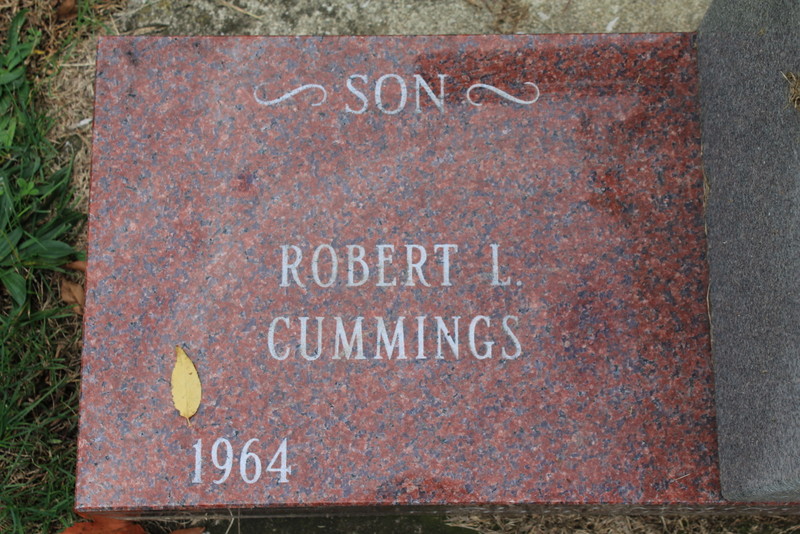 SON
ROBERT L.
CUMMINGS
1964